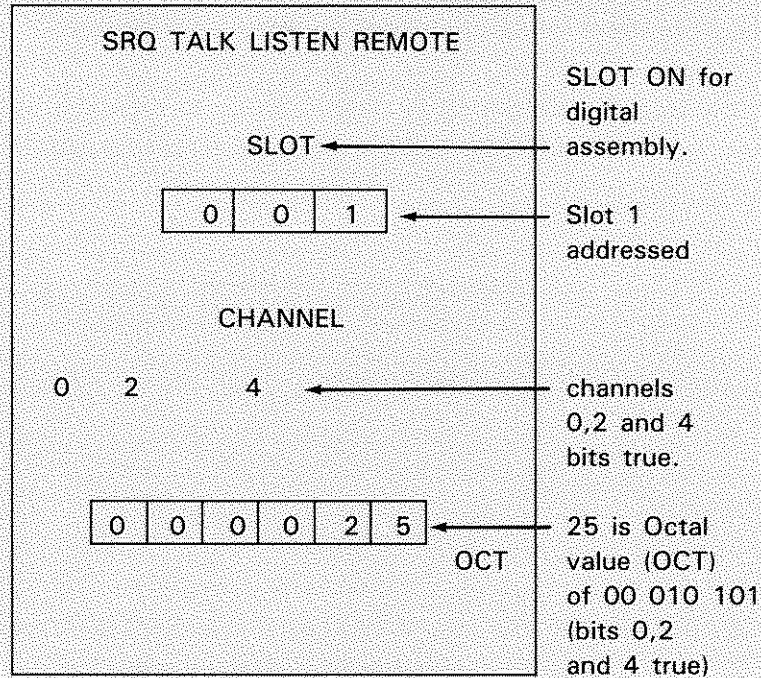 SRQ TALK LISTEN REMOTE
SLOT ON for
digital
assembly.
SLOT
0 0 1
Slot 1
addressed
CHANNEL
0 2 4
channels
0,2 and 4
bits true.
0 0 0 0 2 5
OCT
25 is Octal
value (OCT)
of 00 010 101
(bits 0,2
and 4 true)